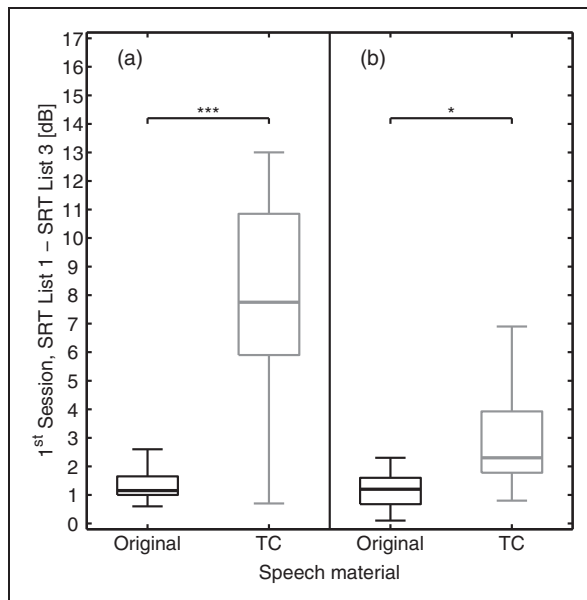 17
16
15
14
13
12
11
10
9
8
7
6
5
4
3
2
1
0
1st Session, SRT List 1 – SRT List 3 [dB]
(a)
***
(b)
*
Original
TC
Original
TC
Speech material